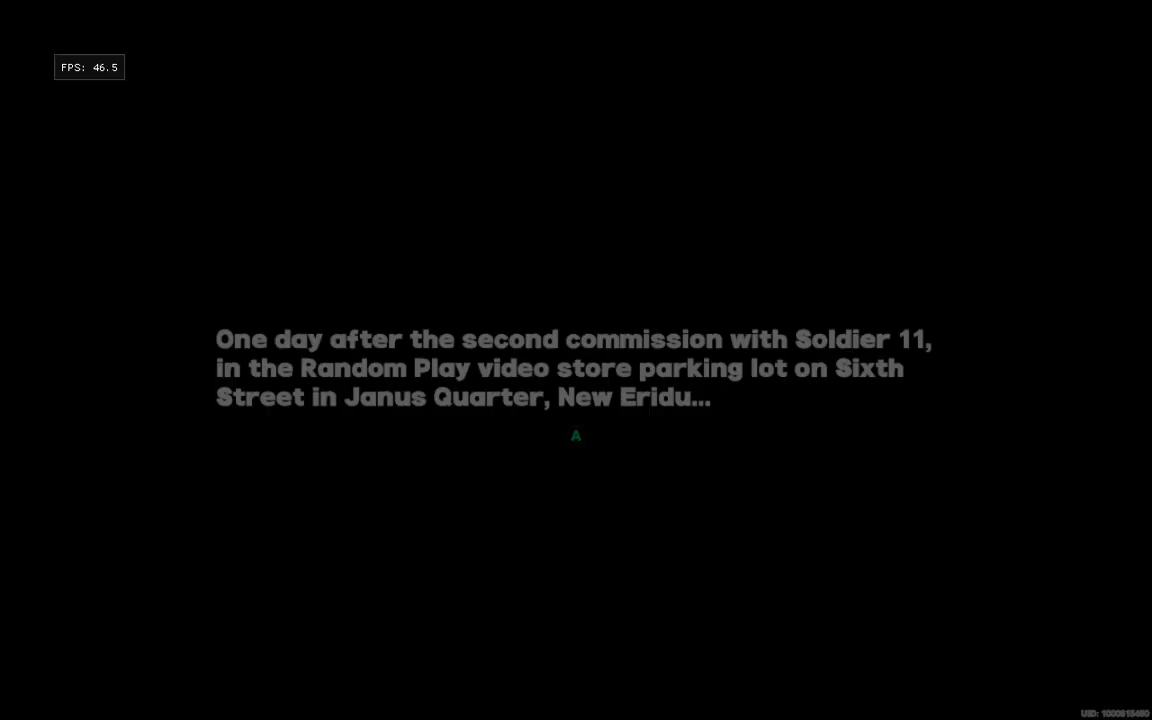 FPS: 46.5
One day after the second commission with Soldier 11,
in the Random Play video store parking lot on Sixth
Street in Janus Quarter, New Eridu...
A
UID: